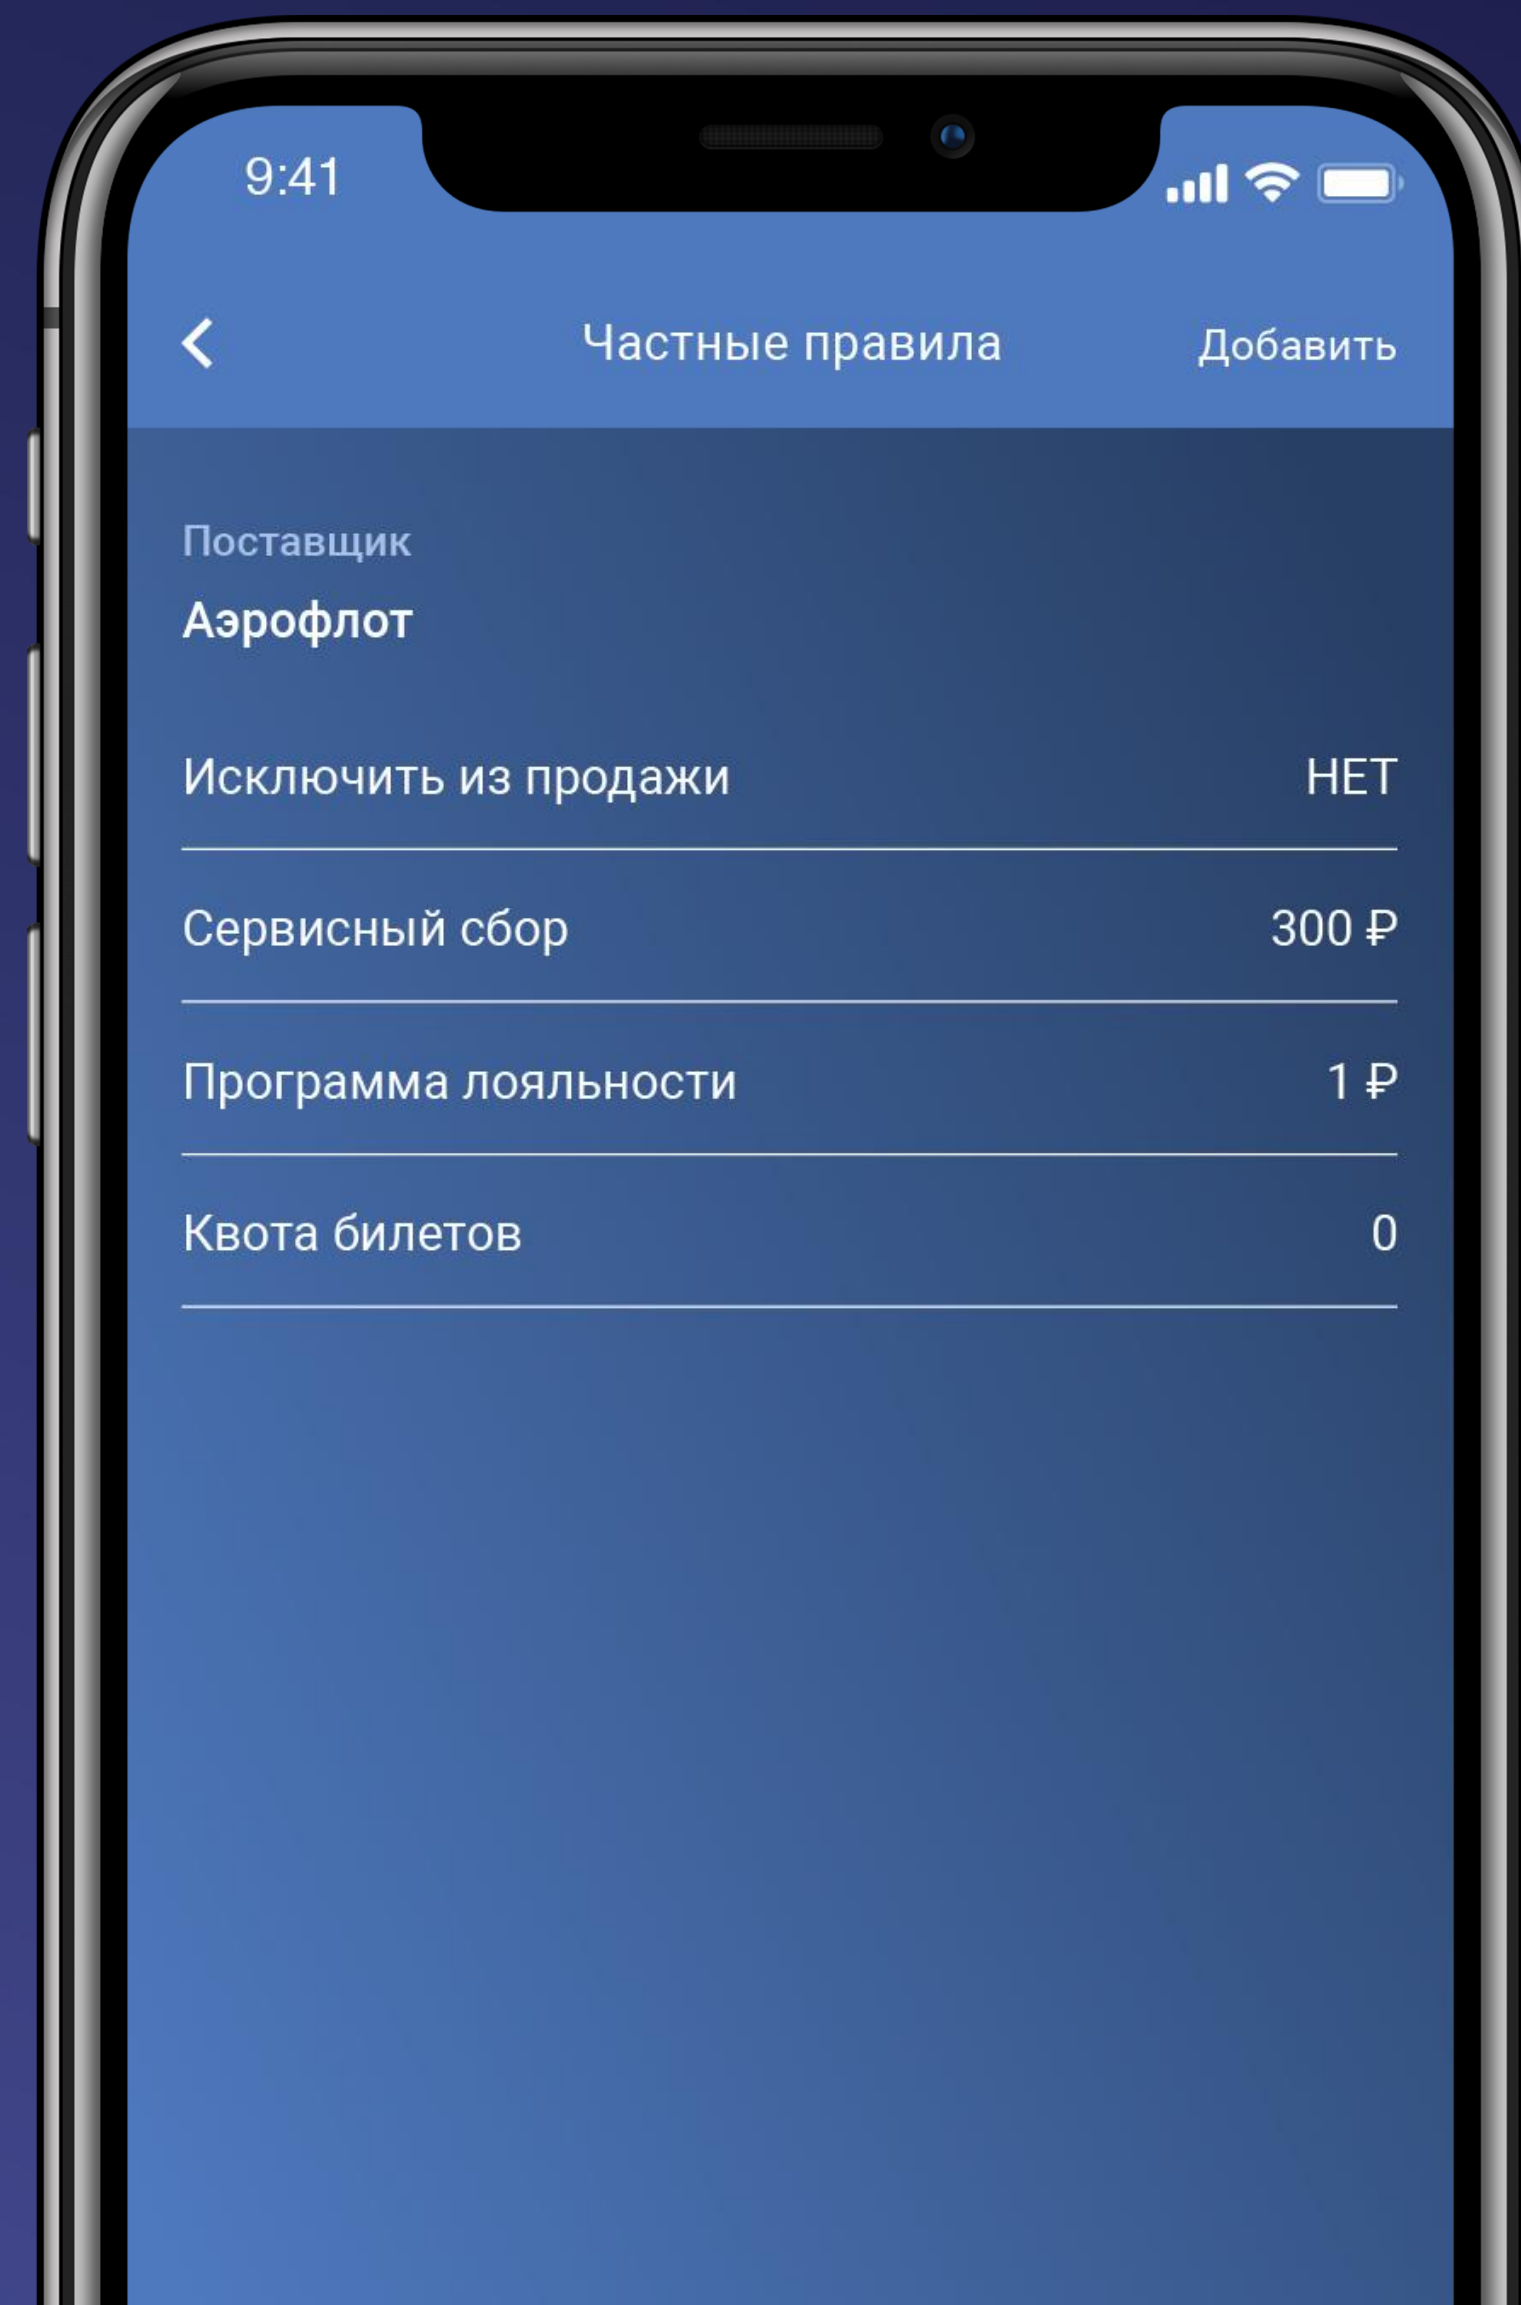 9:41
Частные правила
Добавить
Поставщик
Аэрофлот
Исключить из продажи НЕТ
Сервисный сбор 300 ₽
Программа лояльности 1 ₽
Квота билетов 0